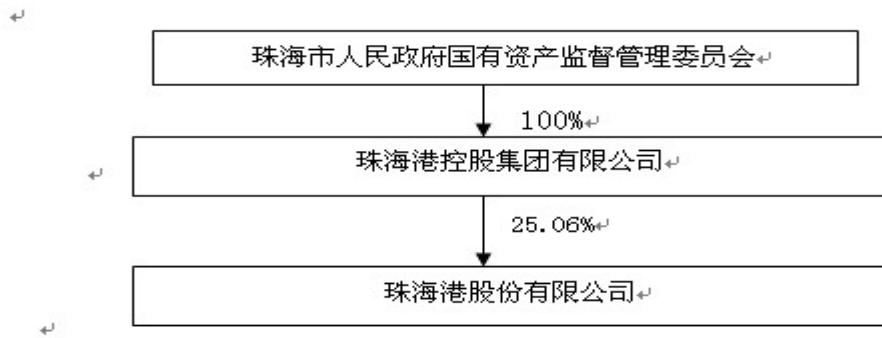 珠海市人民政府国有资产监督管理委员会
100%
珠海港控股集团有限公司
25.06%
珠海港股份有限公司